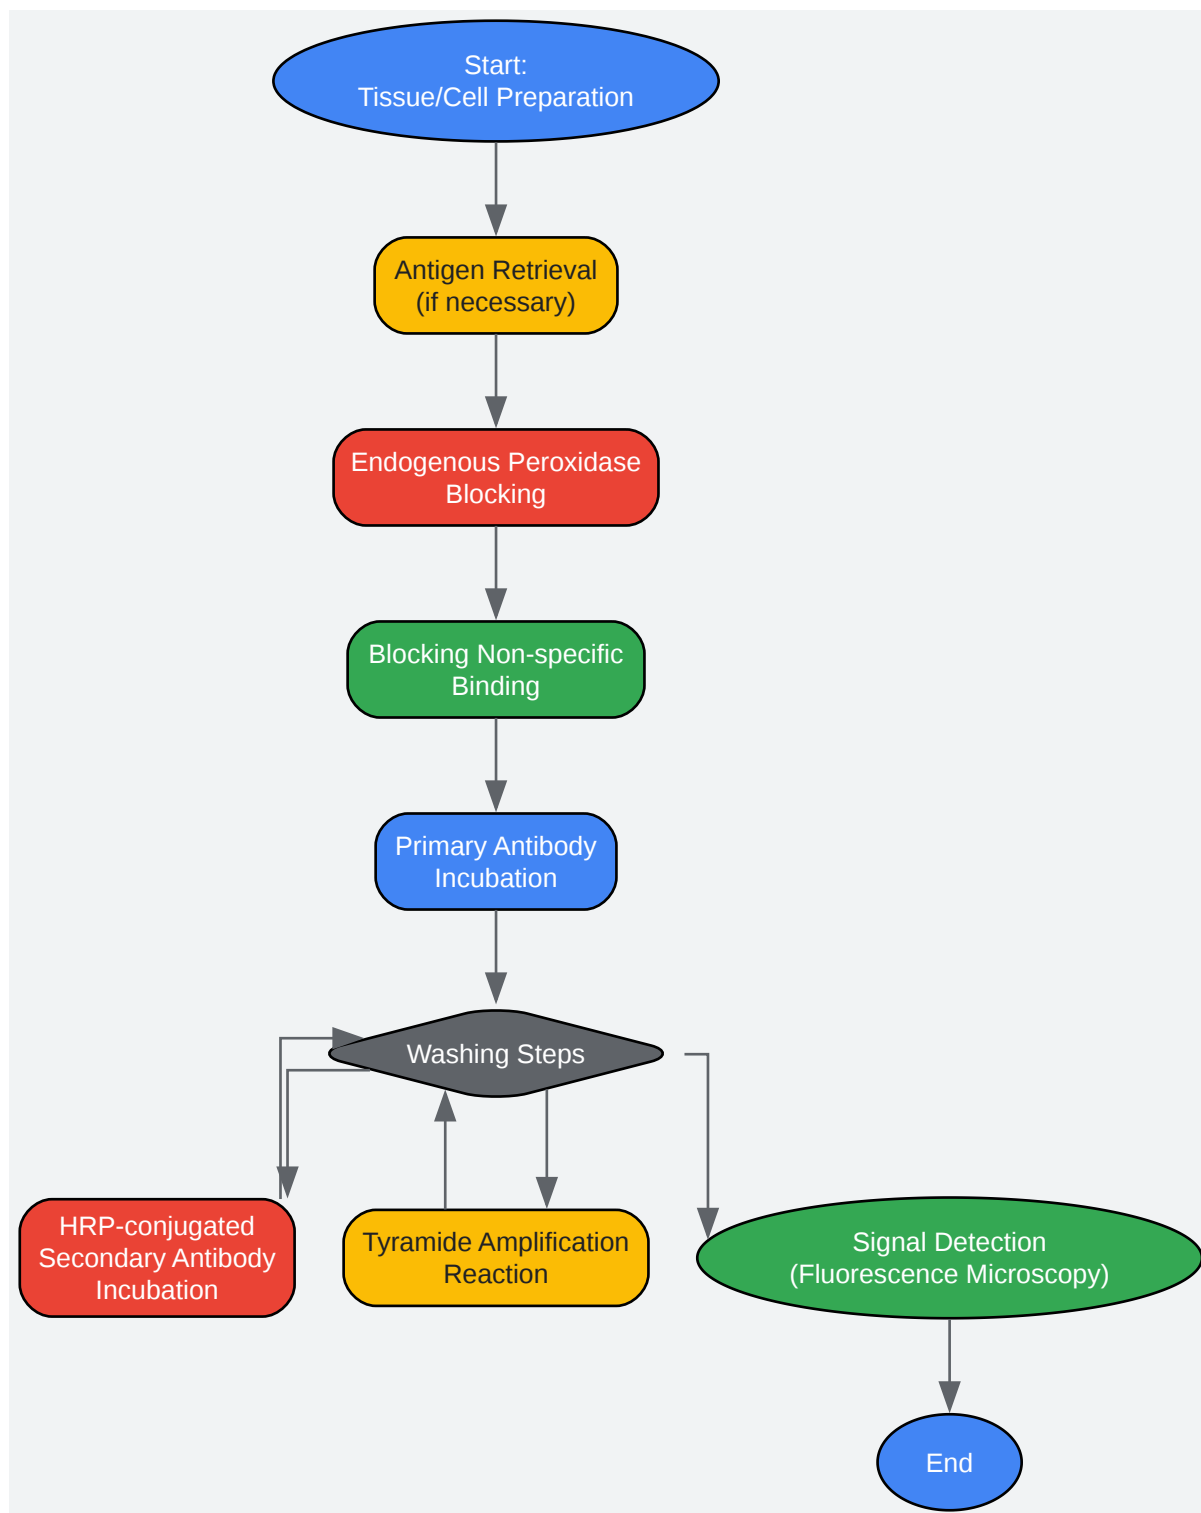 Start:
Tissue/Cell Preparation
Antigen Retrieval
(if necessary)
Endogenous Peroxidase
Blocking
Blocking Non-specific
Binding
Primary Antibody
Incubation
Washing Steps
HRP-conjugated
Secondary Antibody
Incubation
Tyramide Amplification
Reaction
Signal Detection
(Fluorescence Microscopy)
End